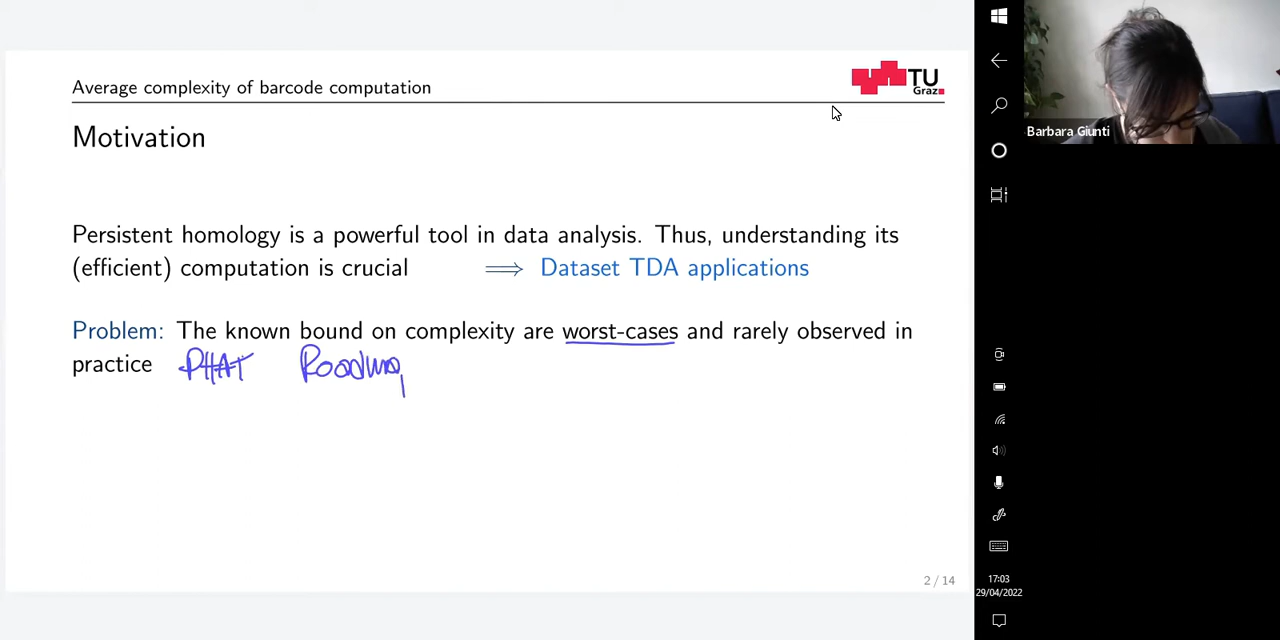 Average complexity of barcode computation
TU
Graz
Motivation
Persistent homology is a powerful tool in data analysis. Thus, understanding its
(efficient) computation is crucial ⟹ Dataset TDA applications
Problem: The known bound on complexity are worst-cases and rarely observed in
practice PHAT
2 / 14
Barbara Giunti
17:03
29/04/2022